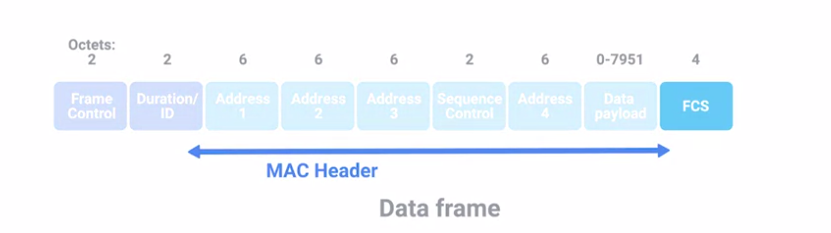 Octets:
2 2 6 6 6 2 6 0-7951 4
Frame Control Duration/ID Address 1 Address 2 Address 3 Sequence Control Address 4 Data payload FCS
MAC Header
Data frame